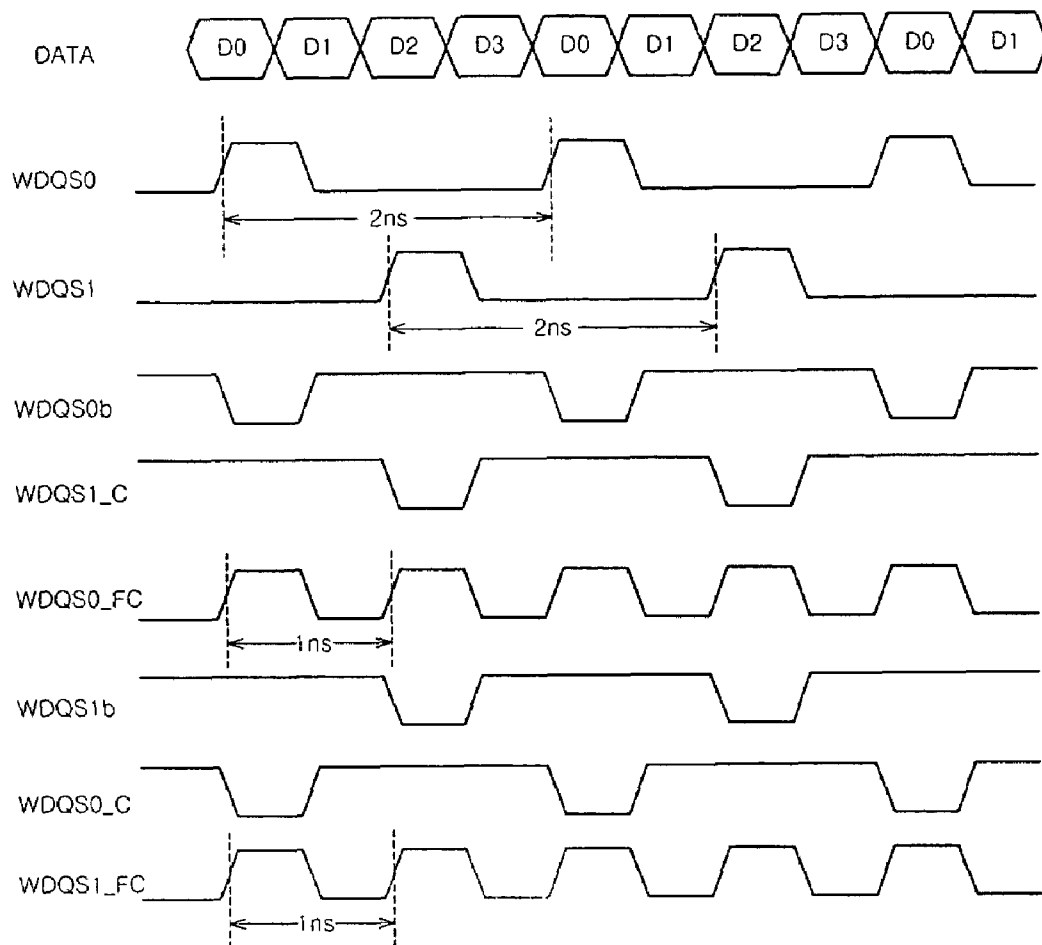 DATA D0 D1 D2 D3 D0 D1 D2 D3 D0 D1
WDQS0
2ns
WDQS1
2ns
WDQS0b
WDQS1_C
WDQS0_FC
1ns
WDQS1b
WDQS0_C
WDQS1_FC
1ns